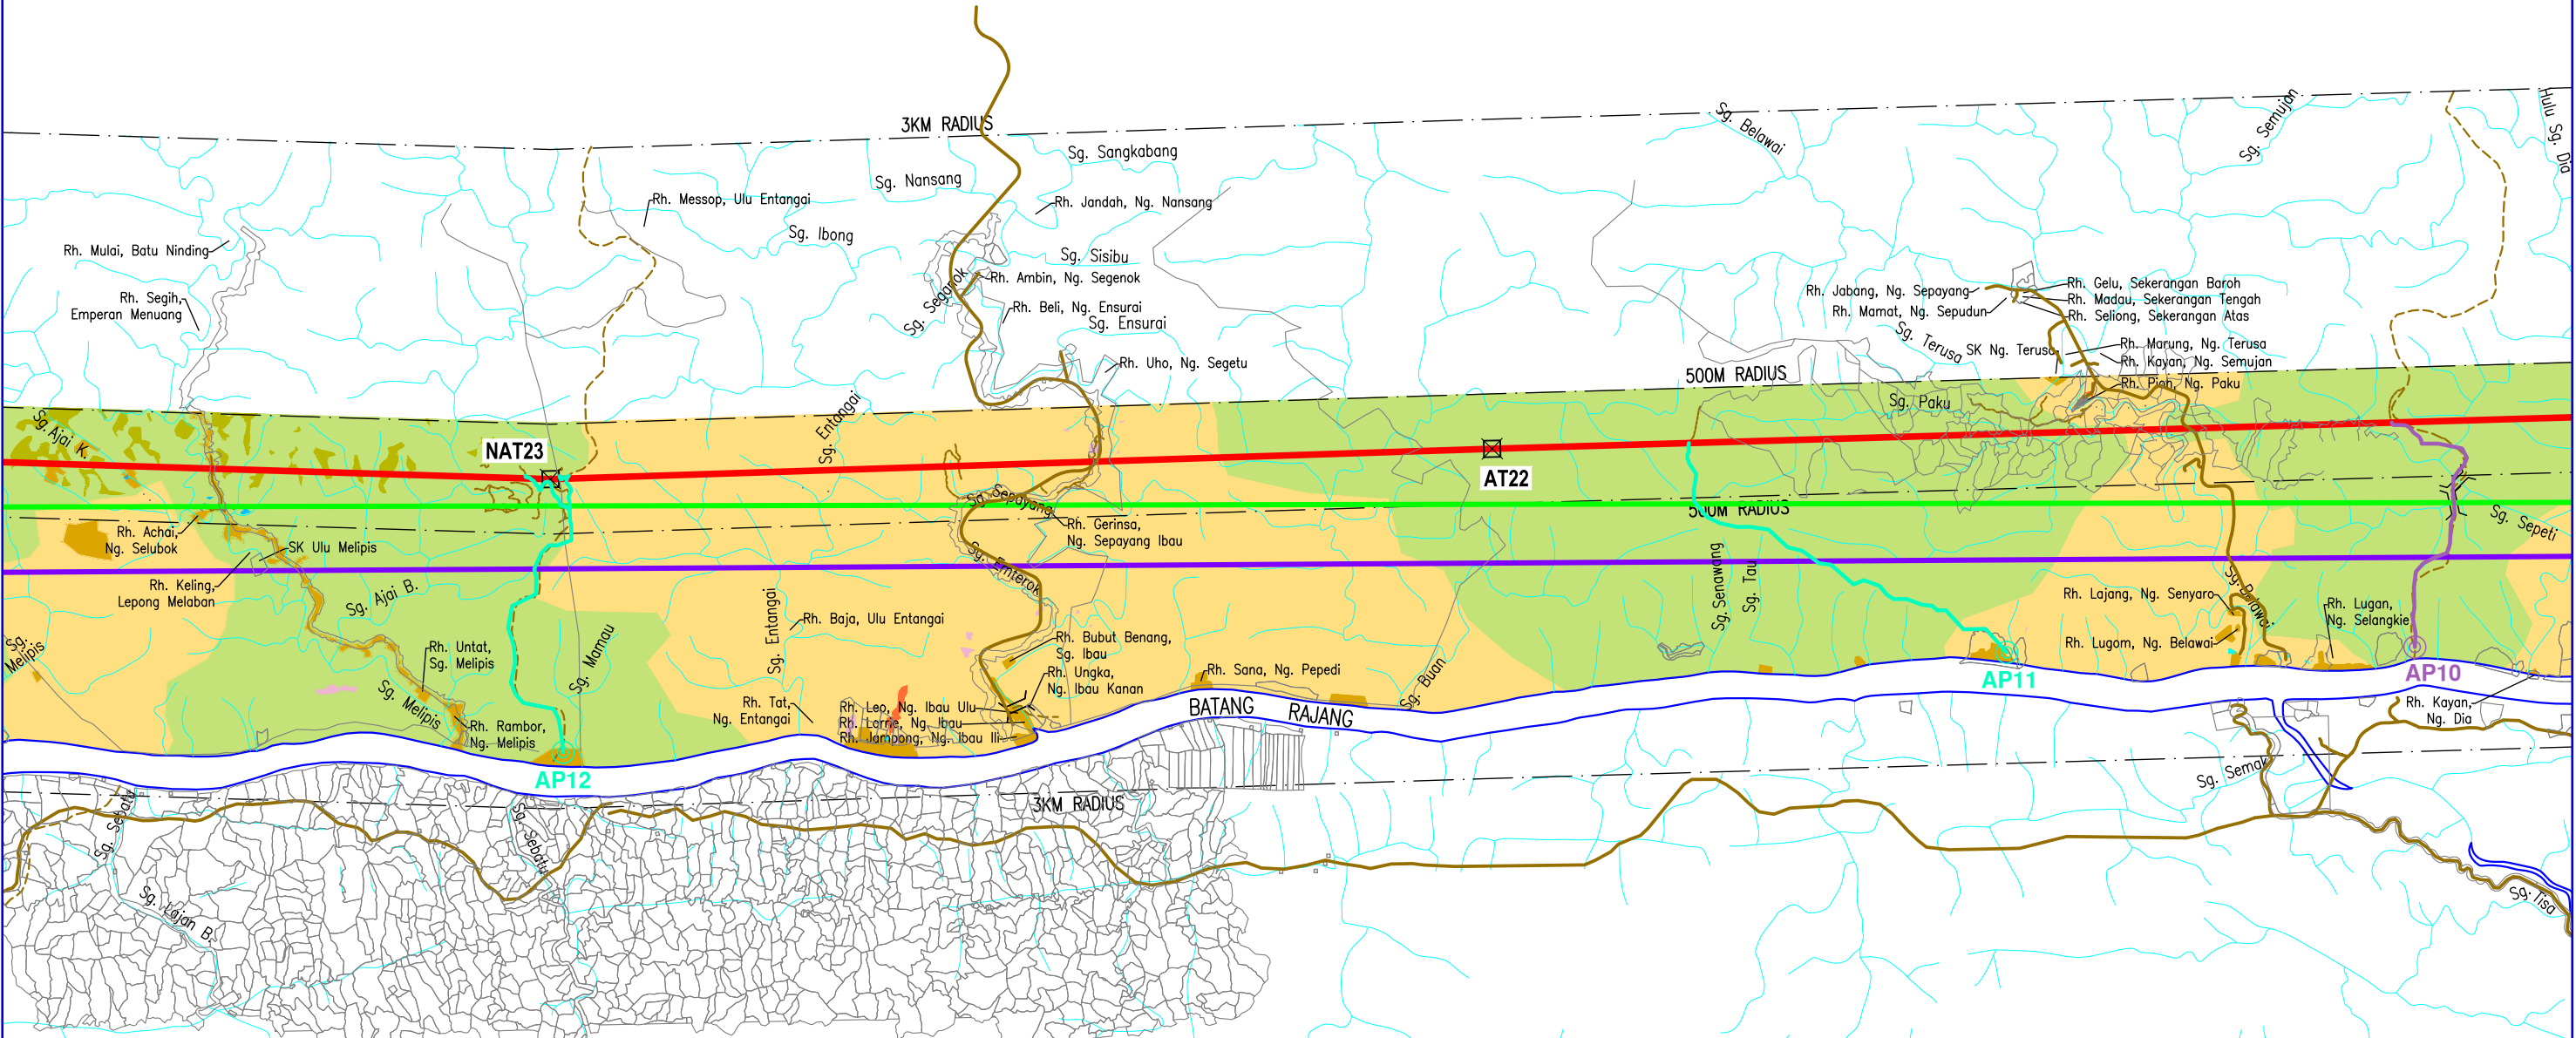 3KM RADIUS
Sg. Belawai
Sg. Semujan
Hulu Sg. Dia
Sg. Sangkabang
Sg. Nansang
Rh. Messop, Ulu Entangai
Rh. Jandah, Ng. Nansang
Sg. Ibong
Rh. Mulai, Batu Ninding
Sg. Sisibu
Rh. Ambin, Ng. Segenok
Sg. Seganok
Rh. Segih,
Emperan Menuang
Rh. Beli, Ng. Ensurai
Sg. Ensurai
Rh. Jabang, Ng. Sepayang
Rh. Mamat, Ng. Sepudun
Rh. Gelu, Sekerangan Baroh
Rh. Madau, Sekerangan Tengah
Rh. Seliong, Sekerangan Atas
Sg. Terusa
SK Ng. Terusa,
Rh. Marung, Ng. Terusa
Rh. Kayan, Ng. Semujan
Rh. Pioh, Ng. Paku
Rh. Uho, Ng. Segetu
500M RADIUS
Sg. Paku
Sg. Ajai K.
Sg. Entangai
NAT23
AT22
Sg. Sepayang
500M RADIUS
Sg. Sepeti
Rh. Achai,
Ng. Selubok
SK Ulu Melipis
Rh. Gerinsa,
Ng. Sepayang Ibau
Sg. Emterok
Rh. Keling,
Lepong Melaban
Sg. Ajai B.
Sg. Entangai
Rh. Baja, Ulu Entangai
Sg. Senawang
Sg. Tau
Sg. Belawai
Rh. Lajang, Ng. Senyaro
Rh. Lugan,
Ng. Selangkie
Rh. Lugom, Ng. Belawai
Sg.
Melipis
Rh. Untat,
Sg. Melipis
Sg. Mamau
Rh. Bubut Benang,
Sg. Ibau
Rh. Ungka,
Ng. Ibau Kanan
Rh. Sana, Ng. Pepedi
Sg. Buan
AP11
AP10
Sg. Melipis
Rh. Rambor,
Ng. Melipis
Rh. Tat,
Ng. Entangai
Rh. Leo, Ng. Ibau Ulu
Rh. Lorrie, Ng. Ibau
Rh. Jampong, Ng. Ibau Ili
BATANG RAJANG
Rh. Kayan,
Ng. Dia
AP12
Sg. Semak
3KM RADIUS
Sg. Sebatu
Sg. Sebatu
Sg. Lajan B.
Sg. Tisa